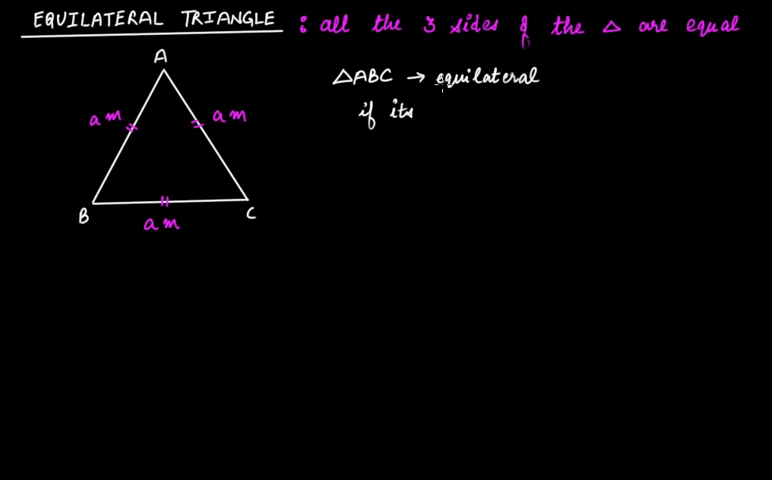 EQUILATERAL TRIANGLE : all the 3 sides of the △ are equal
A
△ABC → equilateral
a m
a m
if its
B
C
a m